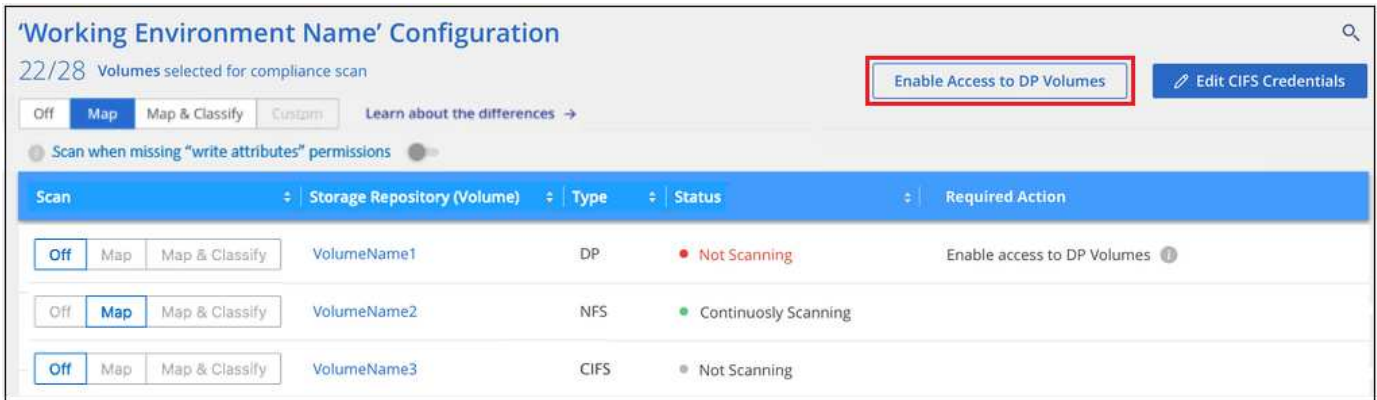 ‘Working Environment Name’ Configuration
22/28 Volumes selected for compliance scan
Enable Access to DP Volumes
Edit CIFS Credentials
Off Map Map & Classify Custom Learn about the differences →
Scan when missing “write attributes” permissions
Scan Storage Repository (Volume) Type Status Required Action
Off Map Map & Classify VolumeName1 DP Not Scanning Enable access to DP Volumes
Off Map Map & Classify VolumeName2 NFS Continuosly Scanning
Off Map Map & Classify VolumeName3 CIFS Not Scanning